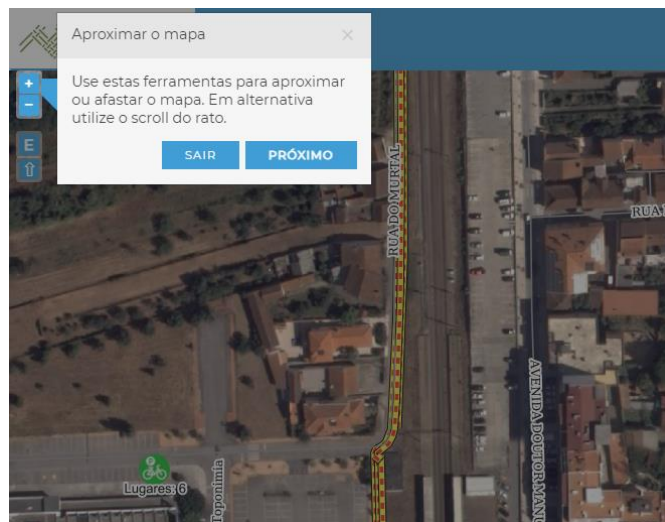 Aproximar o mapa
×
Use estas ferramentas para aproximar
ou afastar o mapa. Em alternativa
utilize o scroll do rato.
SAIR
PRÓXIMO
+
−
E
⇧
RUA DO MURTAL
RUA
AVENIDA DOUTOR MANU
P
Lugares: 6
Toponímia